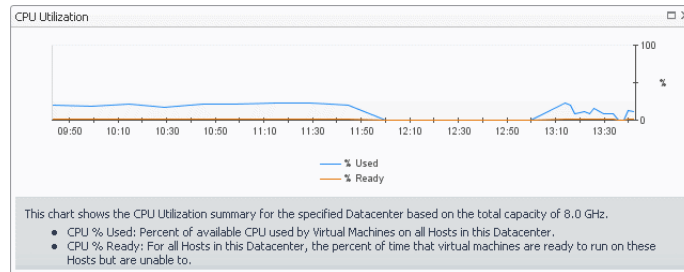 CPU Utilization
100
%
0
09:50 10:10 10:30 10:50 11:10 11:30 11:50 12:10 12:30 12:50 13:10 13:30
% Used
% Ready
This chart shows the CPU Utilization summary for the specified Datacenter based on the total capacity of 8.0 GHz.
● CPU % Used: Percent of available CPU used by Virtual Machines on all Hosts in this Datacenter.
● CPU % Ready: For all Hosts in this Datacenter, the percent of time that virtual machines are ready to run on these
Hosts but are unable to.